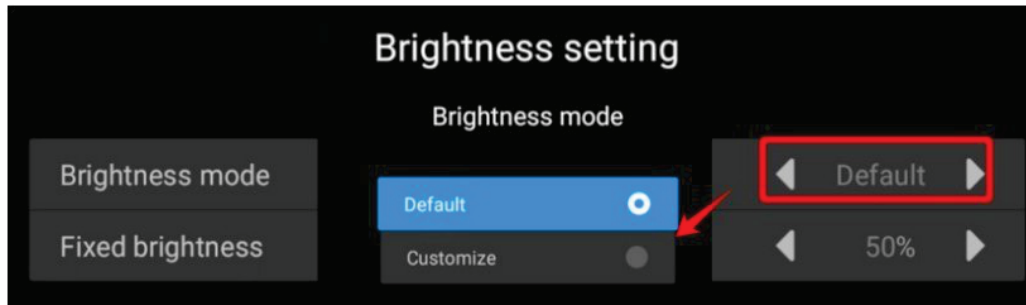 Brightness setting
Brightness mode
Brightness mode
Default
Default
Fixed brightness
Customize
50%